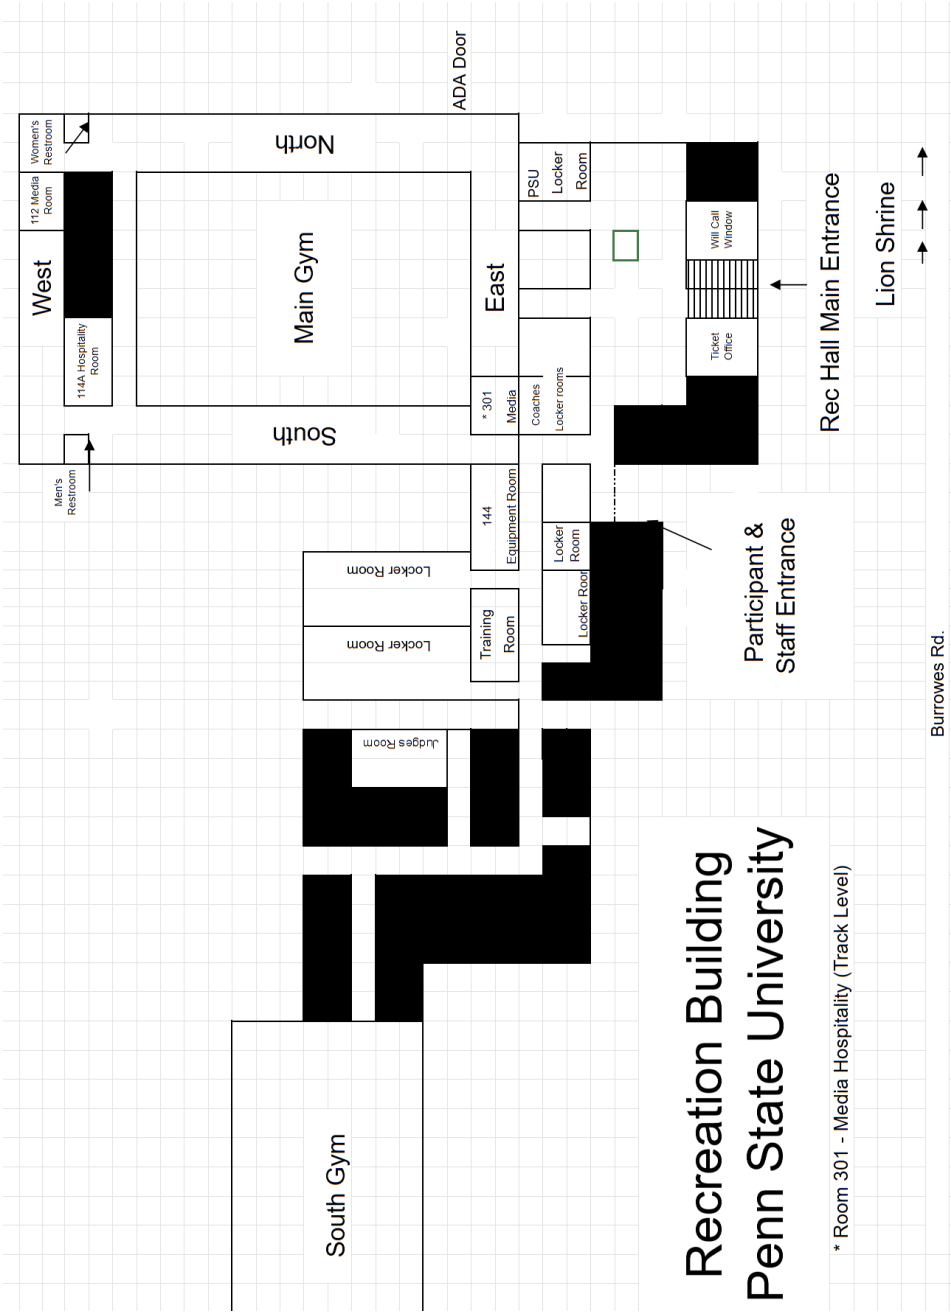 ADA Door
Women's
Restroom
North
112 Media
Room
PSU
Locker
Room
West
Main Gym
East
Will Call
Window
Rec Hall Main Entrance
Lion Shrine
114A Hospitality
Room
Ticket
Office
* 301
Media
Coaches
Locker rooms
South
Men's
Restroom
144
Equipment Room
Locker
Room
Locker Room
Locker Room
Locker Room
Training
Room
Participant &
Staff Entrance
Burrowes Rd.
Judges Room
Recreation Building
Penn State University
* Room 301 - Media Hospitality (Track Level)
South Gym